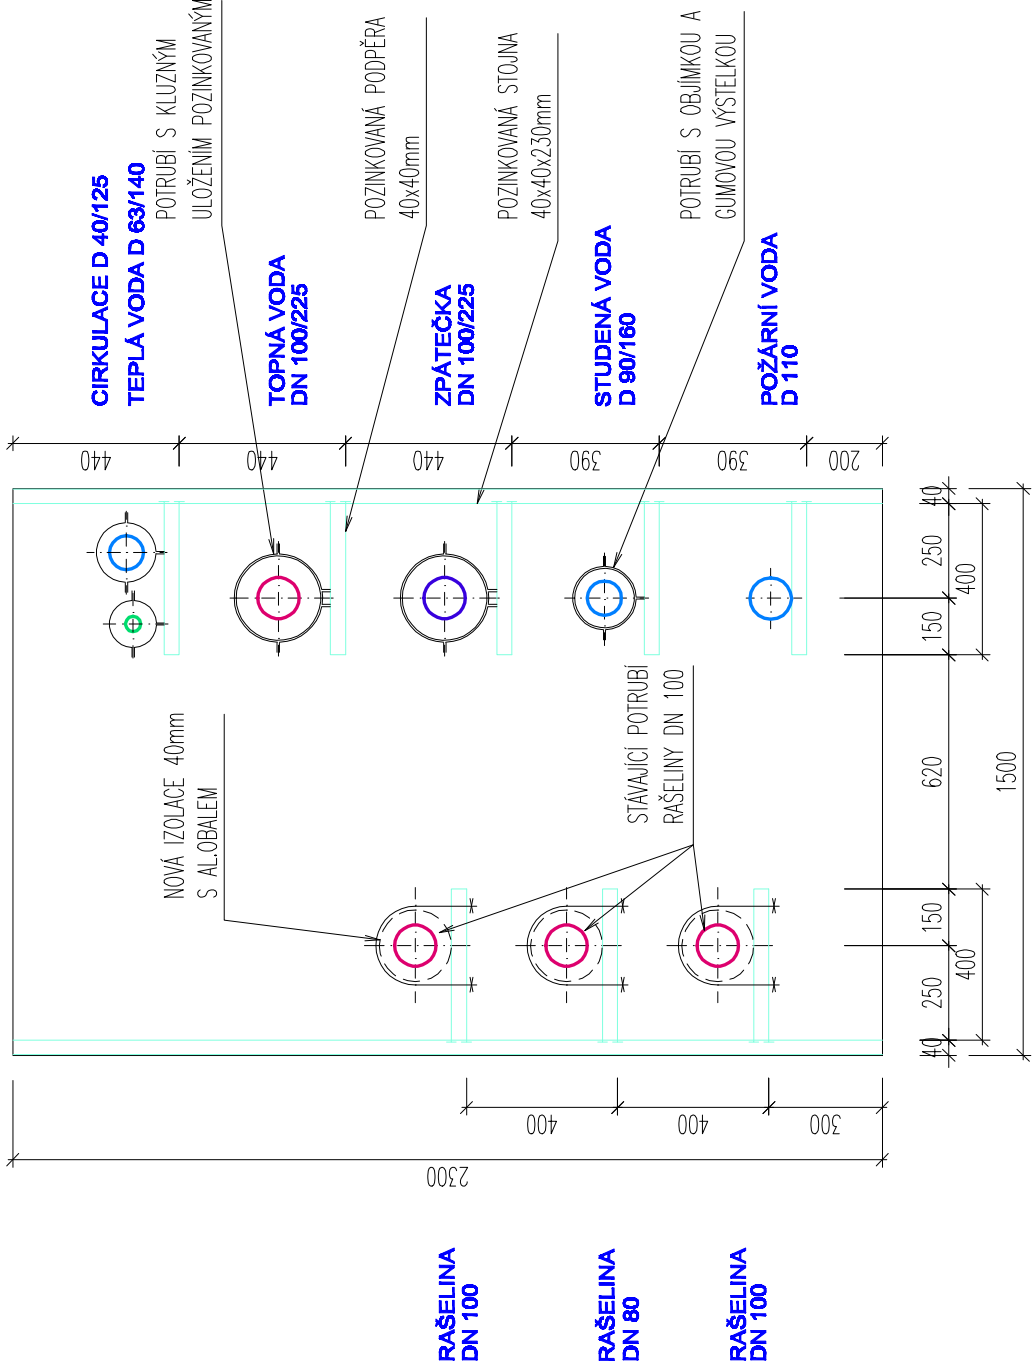 CIRKULACE D 40/125
TEPLÁ VODA D 63/140
POTRUBÍ S KLUZNÝM
ULOŽENÍM POZINKOVANÝM
TOPNÁ VODA
DN 100/225
POZINKOVANÁ PODPĚRA
40x40mm
ZPÁTEČKA
DN 100/225
POZINKOVANÁ STOJNA
40x40x230mm
STUDENÁ VODA
D 90/160
POTRUBÍ S OBJÍMKOU A
GUMOVOU VÝSTELKOU
POŽÁRNÍ VODA
D 110
440
440
440
390
390
200
40
250
150
400
620
150
250
400
40
1500
NOVÁ IZOLACE 40mm
S AL.OBALEM
STÁVAJÍCÍ POTRUBÍ
RAŠELINY DN 100
400
400
300
2300
RAŠELINA
DN 100
RAŠELINA
DN 80
RAŠELINA
DN 100